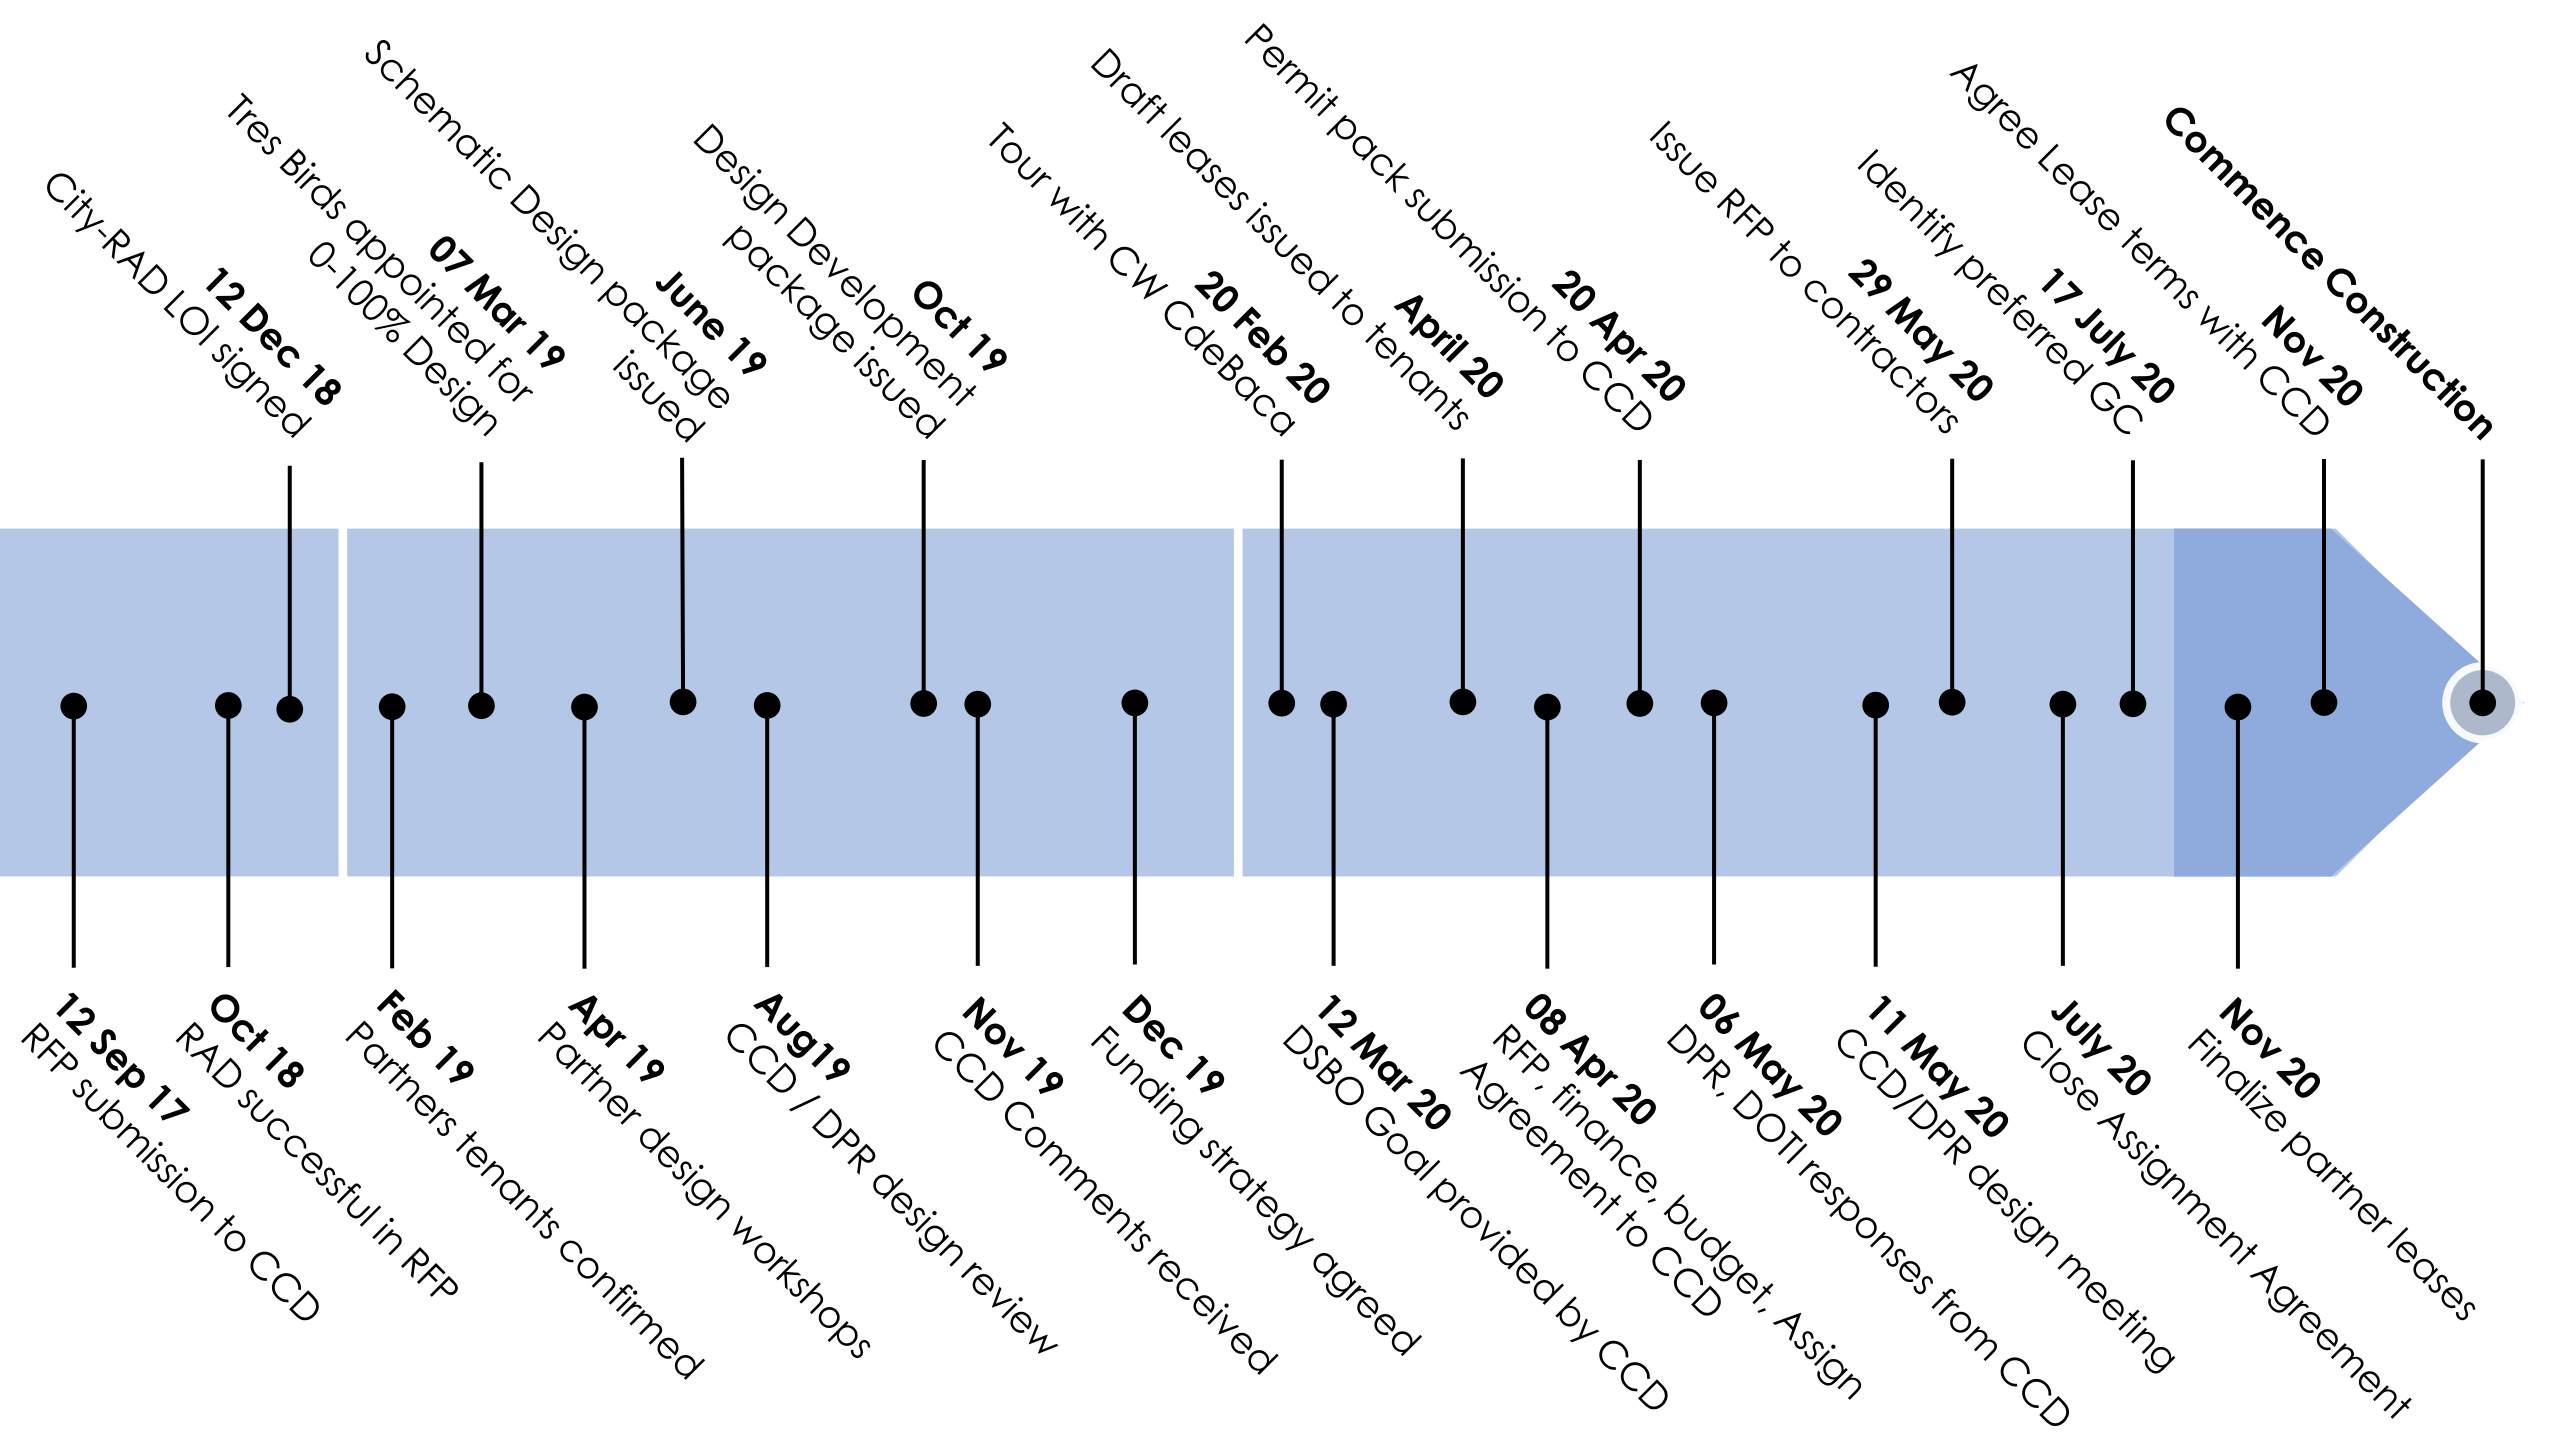 12 Dec 18
City-RAD LOI signed
07 Mar 19
Tres Birds appointed for
0-100% Design
June 19
Schematic Design package
issued
Oct 19
Design Development
package issued
20 Feb 20
Tour with CW CdeBaca
April 20
Draft leases issued to tenants
20 Apr 20
Permit pack submission to CCD
29 May 20
Issue RFP to contractors
17 July 20
Identify preferred GC
Nov 20
Agree Lease terms with CCD
Commence Construction
12 Sep 17
RFP submission to CCD
Oct 18
RAD successful in RFP
Feb 19
Partners tenants confirmed
Apr 19
Partner design workshops
Aug19
CCD / DPR design review
Nov 19
CCD Comments received
Dec 19
Funding strategy agreed
12 Mar 20
DSBO Goal provided by CCD
08 Apr 20
RFP, finance, budget, Assign
Agreement to CCD
06 May 20
DPR, DOTI responses from CCD
11 May 20
CCD/DPR design meeting
July 20
Close Assignment Agreement
Nov 20
Finalize partner leases